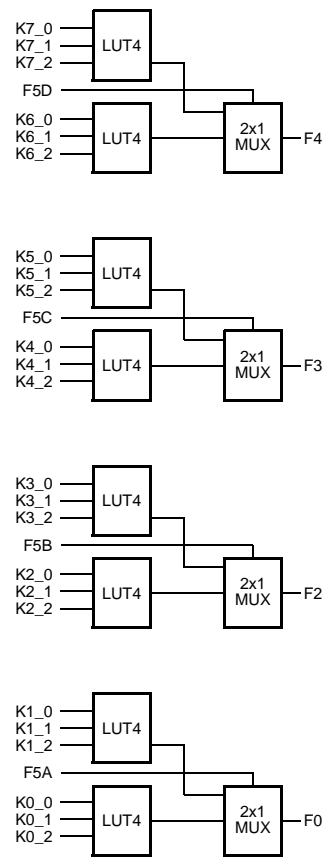 K7_0
K7_1
K7_2
LUT4
F5D
K6_0
K6_1
K6_2
LUT4
2x1
MUX
F4
K5_0
K5_1
K5_2
LUT4
F5C
K4_0
K4_1
K4_2
LUT4
2x1
MUX
F3
K3_0
K3_1
K3_2
LUT4
F5B
K2_0
K2_1
K2_2
LUT4
2x1
MUX
F2
K1_0
K1_1
K1_2
LUT4
F5A
K0_0
K0_1
K0_2
LUT4
2x1
MUX
F0